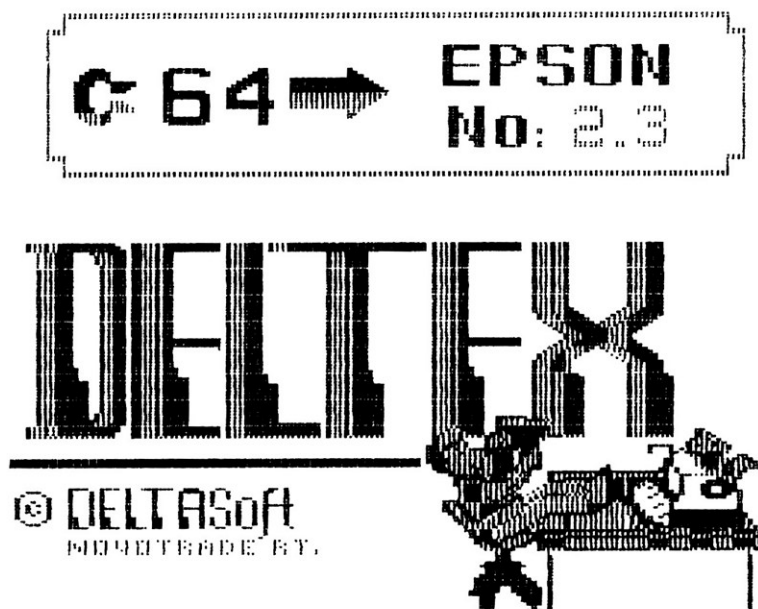 C-64 → EPSON
No: 2.3
DELTEX
© DELTASoft
NOVOTRADE RT.